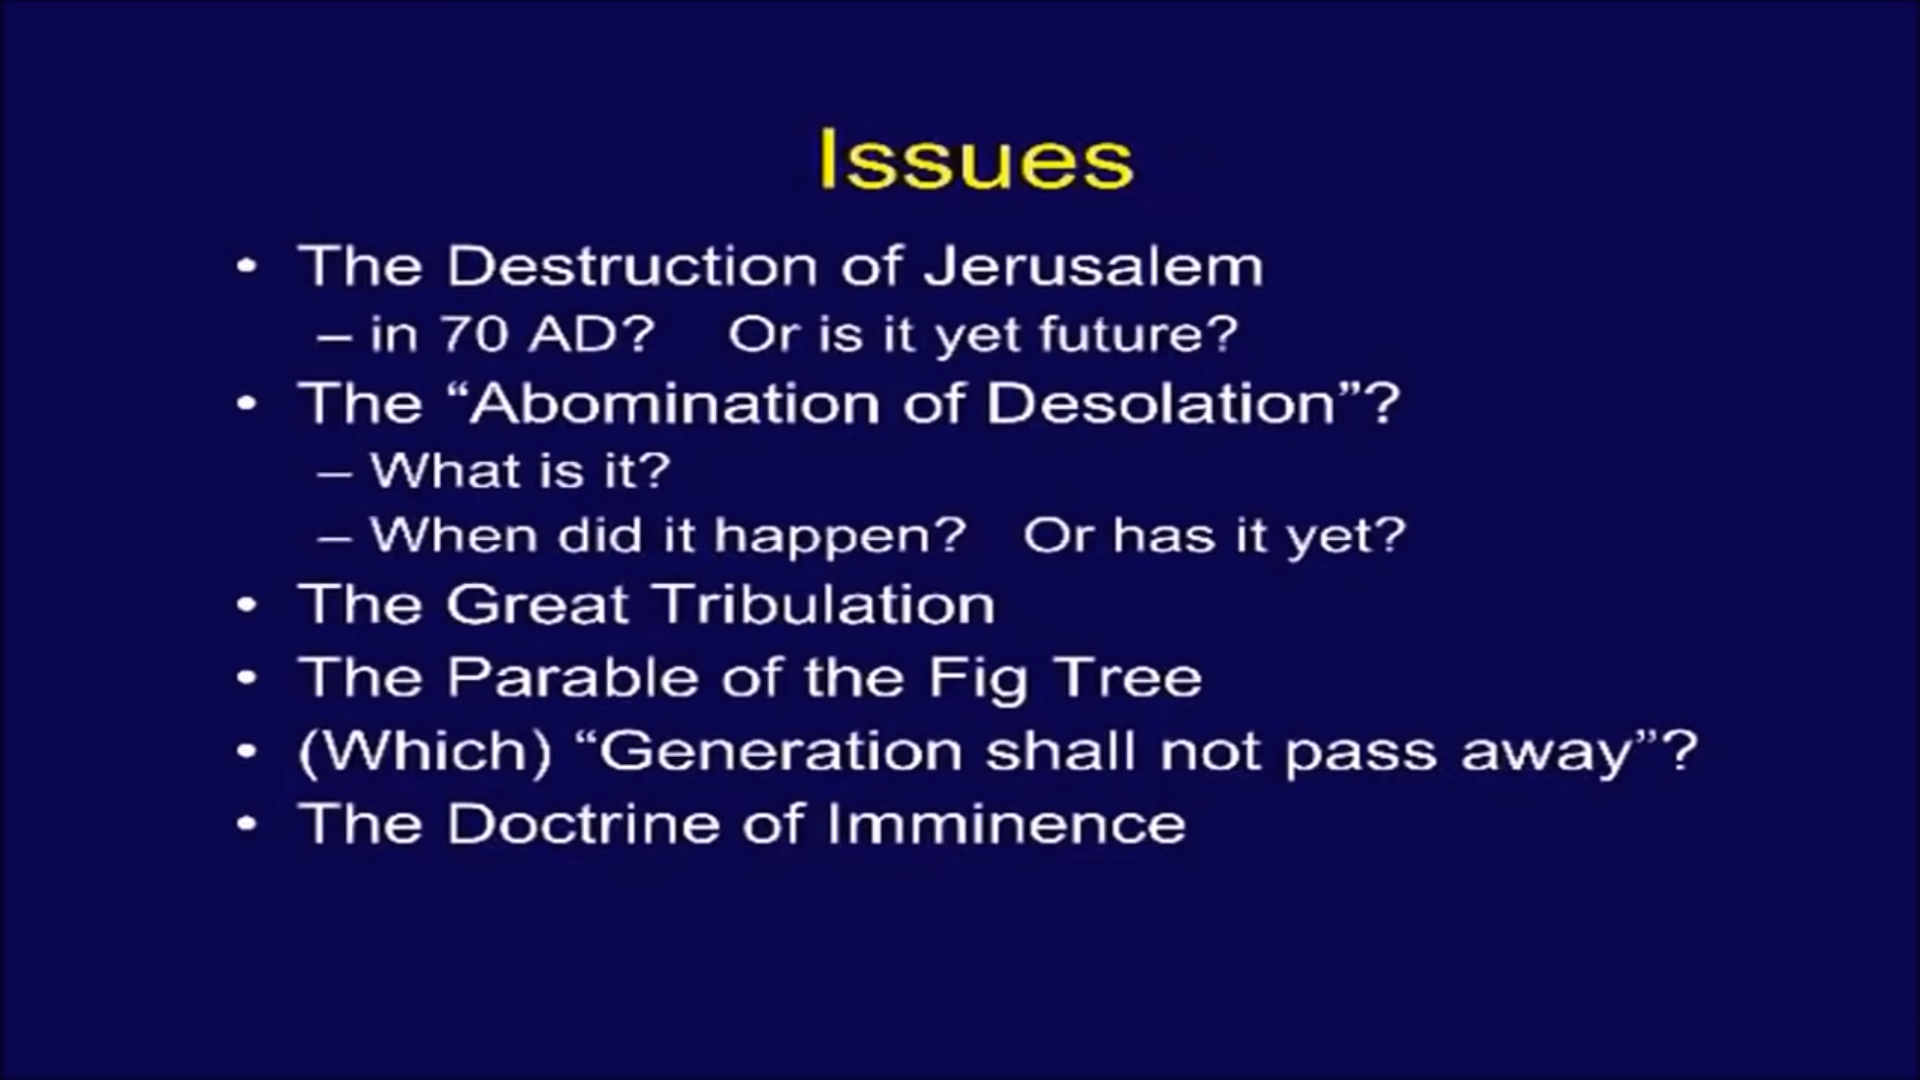 Issues
• The Destruction of Jerusalem
– in 70 AD? Or is it yet future?
• The “Abomination of Desolation”?
– What is it?
– When did it happen? Or has it yet?
• The Great Tribulation
• The Parable of the Fig Tree
• (Which) “Generation shall not pass away”?
• The Doctrine of Imminence